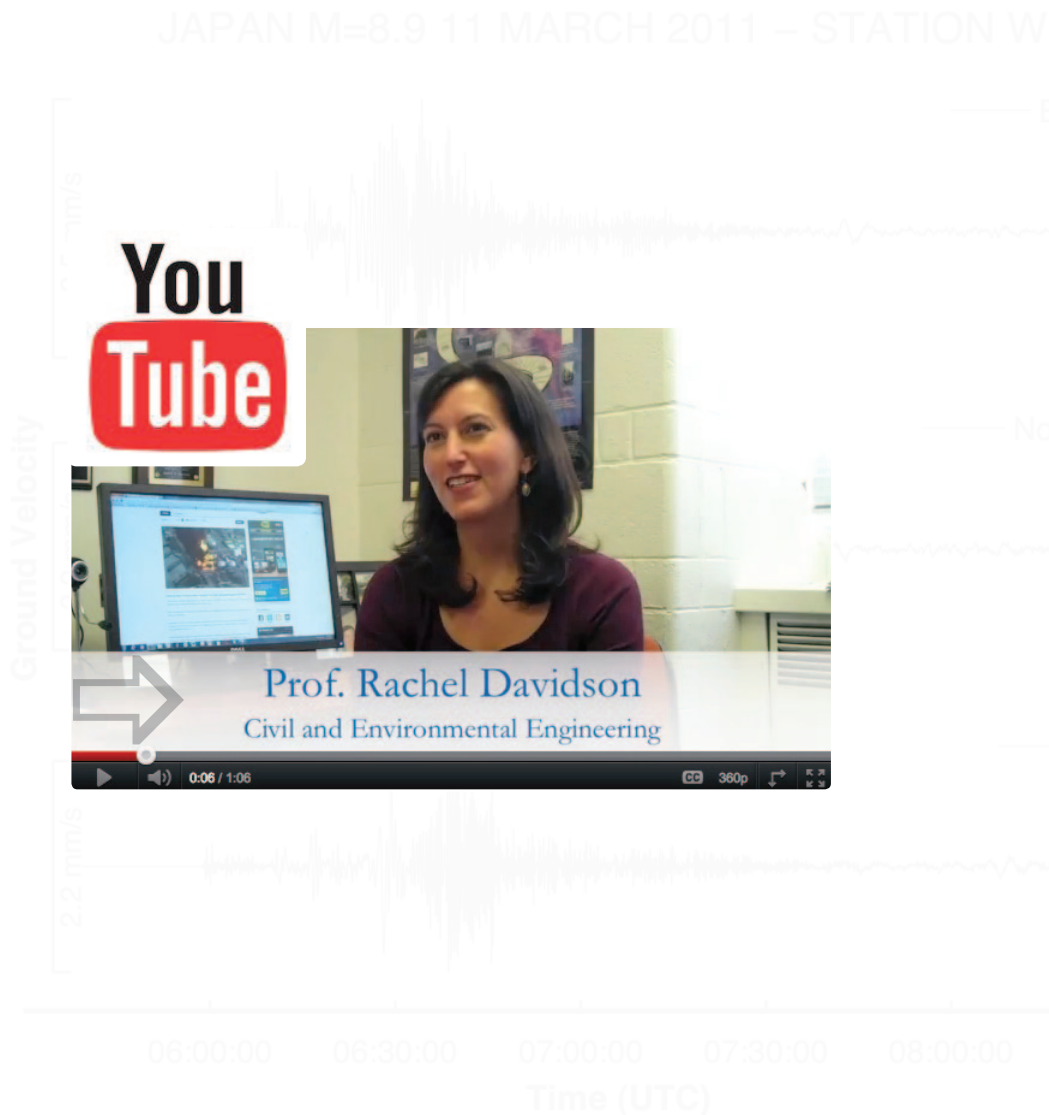 JAPAN M=8.9 11 MARCH 2011 – STATION W
You
Tube
Ground Velocity
No
Prof. Rachel Davidson
Civil and Environmental Engineering
0:06 / 1:06
CC
360p
2.2 mm/s
06:00:00 06:30:00 07:00:00 07:30:00 08:00:00
Time (UTC)